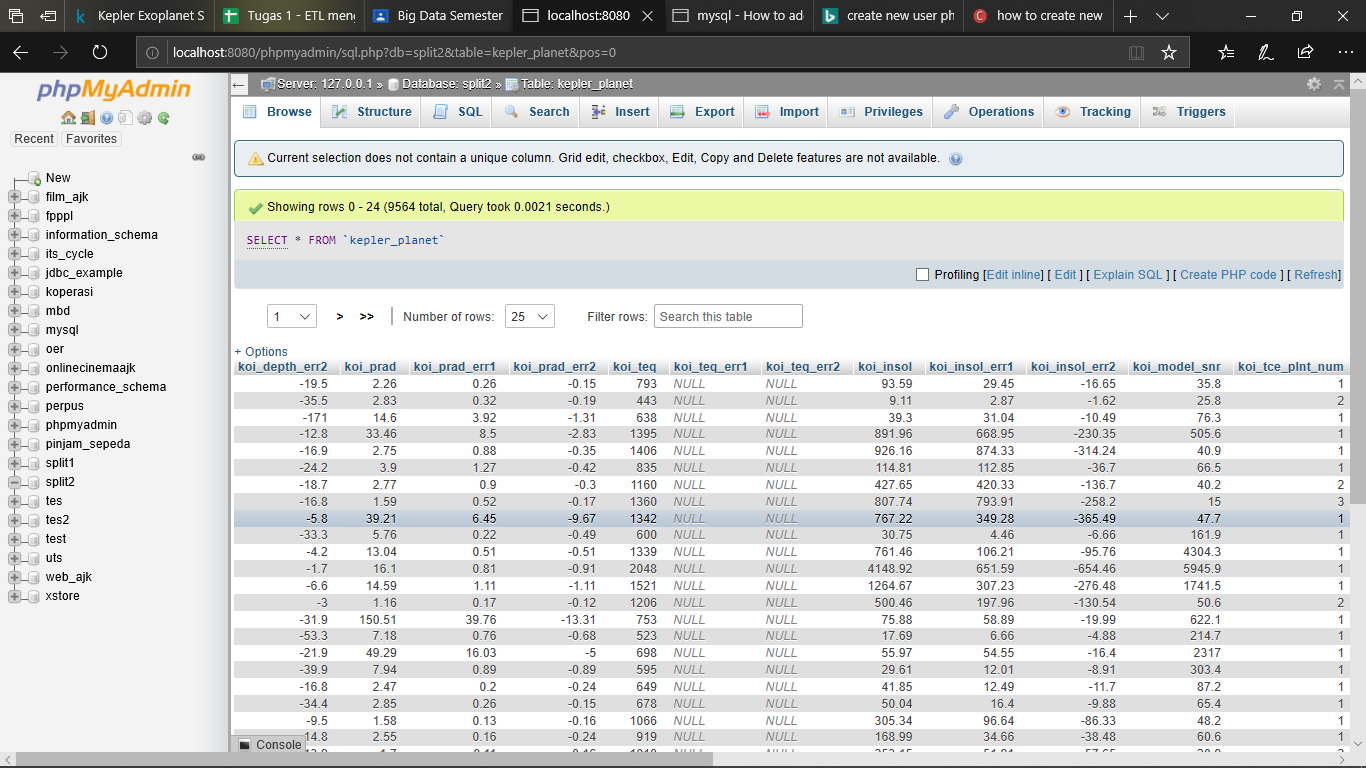 Kepler Exoplanet S Tugas 1 - ETL meng Big Data Semester localhost:8080 mysql - How to ad create new user ph how to create new
localhost:8080/phpmyadmin/sql.php?db=split2&table=kepler_planet&pos=0
phpMyAdmin
Recent Favorites
New
film_ajk
fpppl
information_schema
its_cycle
jdbc_example
koperasi
mbd
mysql
oer
onlinecinemaajk
performance_schema
perpus
phpmyadmin
pinjam_sepeda
split1
split2
tes
tes2
test
uts
web_ajk
xstore
Server: 127.0.0.1 » Database: split2 » Table: kepler_planet
Browse Structure SQL Search Insert Export Import Privileges Operations Tracking Triggers
Current selection does not contain a unique column. Grid edit, checkbox, Edit, Copy and Delete features are not available.
Showing rows 0 - 24 (9564 total, Query took 0.0021 seconds.)
SELECT * FROM `kepler_planet`
Profiling [Edit inline] [ Edit ] [ Explain SQL ] [ Create PHP code ] [ Refresh]
1 > >> Number of rows: 25 Filter rows: Search this table
+ Options
koi_depth_err2 koi_prad koi_prad_err1 koi_prad_err2 koi_teq koi_teq_err1 koi_teq_err2 koi_insol koi_insol_err1 koi_insol_err2 koi_model_snr koi_tce_plnt_num
-19.5 2.26 0.26 -0.15 793 NULL NULL 93.59 29.45 -16.65 35.8 1
-35.5 2.83 0.32 -0.19 443 NULL NULL 9.11 2.87 -1.62 25.8 2
-171 14.6 3.92 -1.31 638 NULL NULL 39.3 31.04 -10.49 76.3 1
-12.8 33.46 8.5 -2.83 1395 NULL NULL 891.96 668.95 -230.35 505.6 1
-16.9 2.75 0.88 -0.35 1406 NULL NULL 926.16 874.33 -314.24 40.9 1
-24.2 3.9 1.27 -0.42 835 NULL NULL 114.81 112.85 -36.7 66.5 1
-18.7 2.77 0.9 -0.3 1160 NULL NULL 427.65 420.33 -136.7 40.2 2
-16.8 1.59 0.52 -0.17 1360 NULL NULL 807.74 793.91 -258.2 15 3
-5.8 39.21 6.45 -9.67 1342 NULL NULL 767.22 349.28 -365.49 47.7 1
-33.3 5.76 0.22 -0.49 600 NULL NULL 30.75 4.46 -6.66 161.9 1
-4.2 13.04 0.51 -0.51 1339 NULL NULL 761.46 106.21 -95.76 4304.3 1
-1.7 16.1 0.81 -0.91 2048 NULL NULL 4148.92 651.59 -654.46 5945.9 1
-6.6 14.59 1.11 -1.11 1521 NULL NULL 1264.67 307.23 -276.48 1741.5 1
-3 1.16 0.17 -0.12 1206 NULL NULL 500.46 197.96 -130.54 50.6 2
-31.9 150.51 39.76 -13.31 753 NULL NULL 75.88 58.89 -19.99 622.1 1
-53.3 7.18 0.76 -0.68 523 NULL NULL 17.69 6.66 -4.88 214.7 1
-21.9 49.29 16.03 -5 698 NULL NULL 55.97 54.55 -16.4 2317 1
-39.9 7.94 0.89 -0.89 595 NULL NULL 29.61 12.01 -8.91 303.4 1
-16.8 2.47 0.2 -0.24 649 NULL NULL 41.85 12.49 -11.7 87.2 1
-34.4 2.85 0.26 -0.15 678 NULL NULL 50.04 16.4 -9.88 65.4 1
-9.5 1.58 0.13 -0.16 1066 NULL NULL 305.34 96.64 -86.33 48.2 1
14.8 2.55 0.16 -0.24 919 NULL NULL 168.99 34.66 -38.48 60.6 1
Console